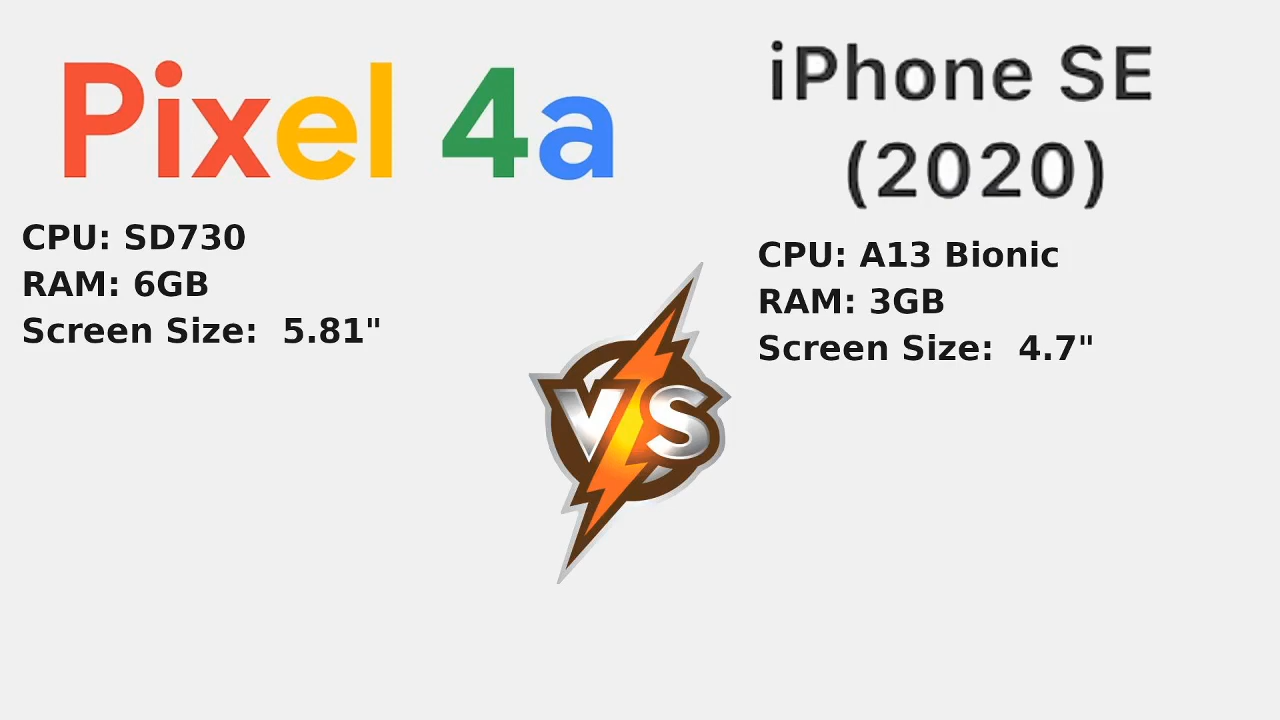 Pixel 4a
CPU: SD730
RAM: 6GB
Screen Size:  5.81"
VS
iPhone SE
(2020)
CPU: A13 Bionic
RAM: 3GB
Screen Size:  4.7"